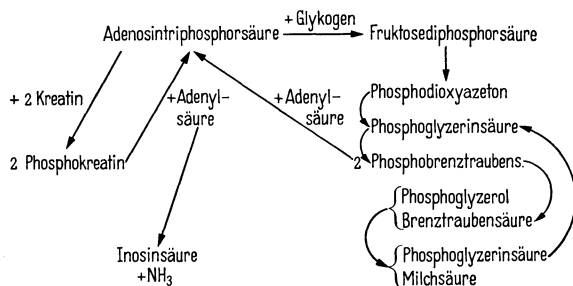 + Glykogen
Adenosintriphosphorsäure
Fruktosediphosphorsäure
+ 2 Kreatin
+Adenyl-
säure
+Adenyl-
säure
Phosphodioxyazeton
Phosphoglyzerinsäure
2 Phosphokreatin
2 Phosphobrenztraubens.
Phosphoglyzerol
Brenztraubensäure
Inosinsäure
+NH₃
Phosphoglyzerinsäure
Milchsäure